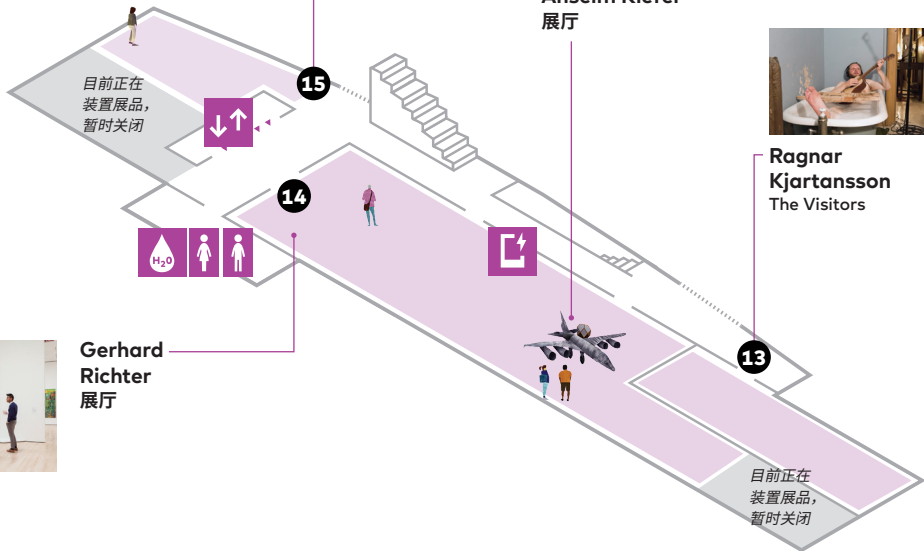 Anselm Kiefer
展厅
目前正在
装置展品，
暂时关闭
15
14
H₂O
Ragnar
Kjartansson
The Visitors
13
Gerhard
Richter
展厅
目前正在
装置展品，
暂时关闭